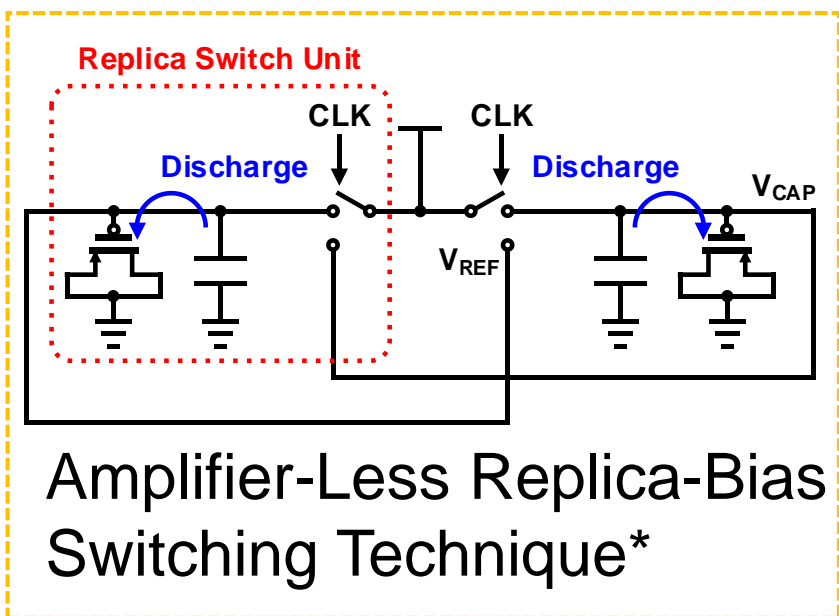 Replica Switch Unit
CLK CLK
Discharge Discharge
VCAP
VREF
Amplifier-Less Replica-Bias
Switching Technique*